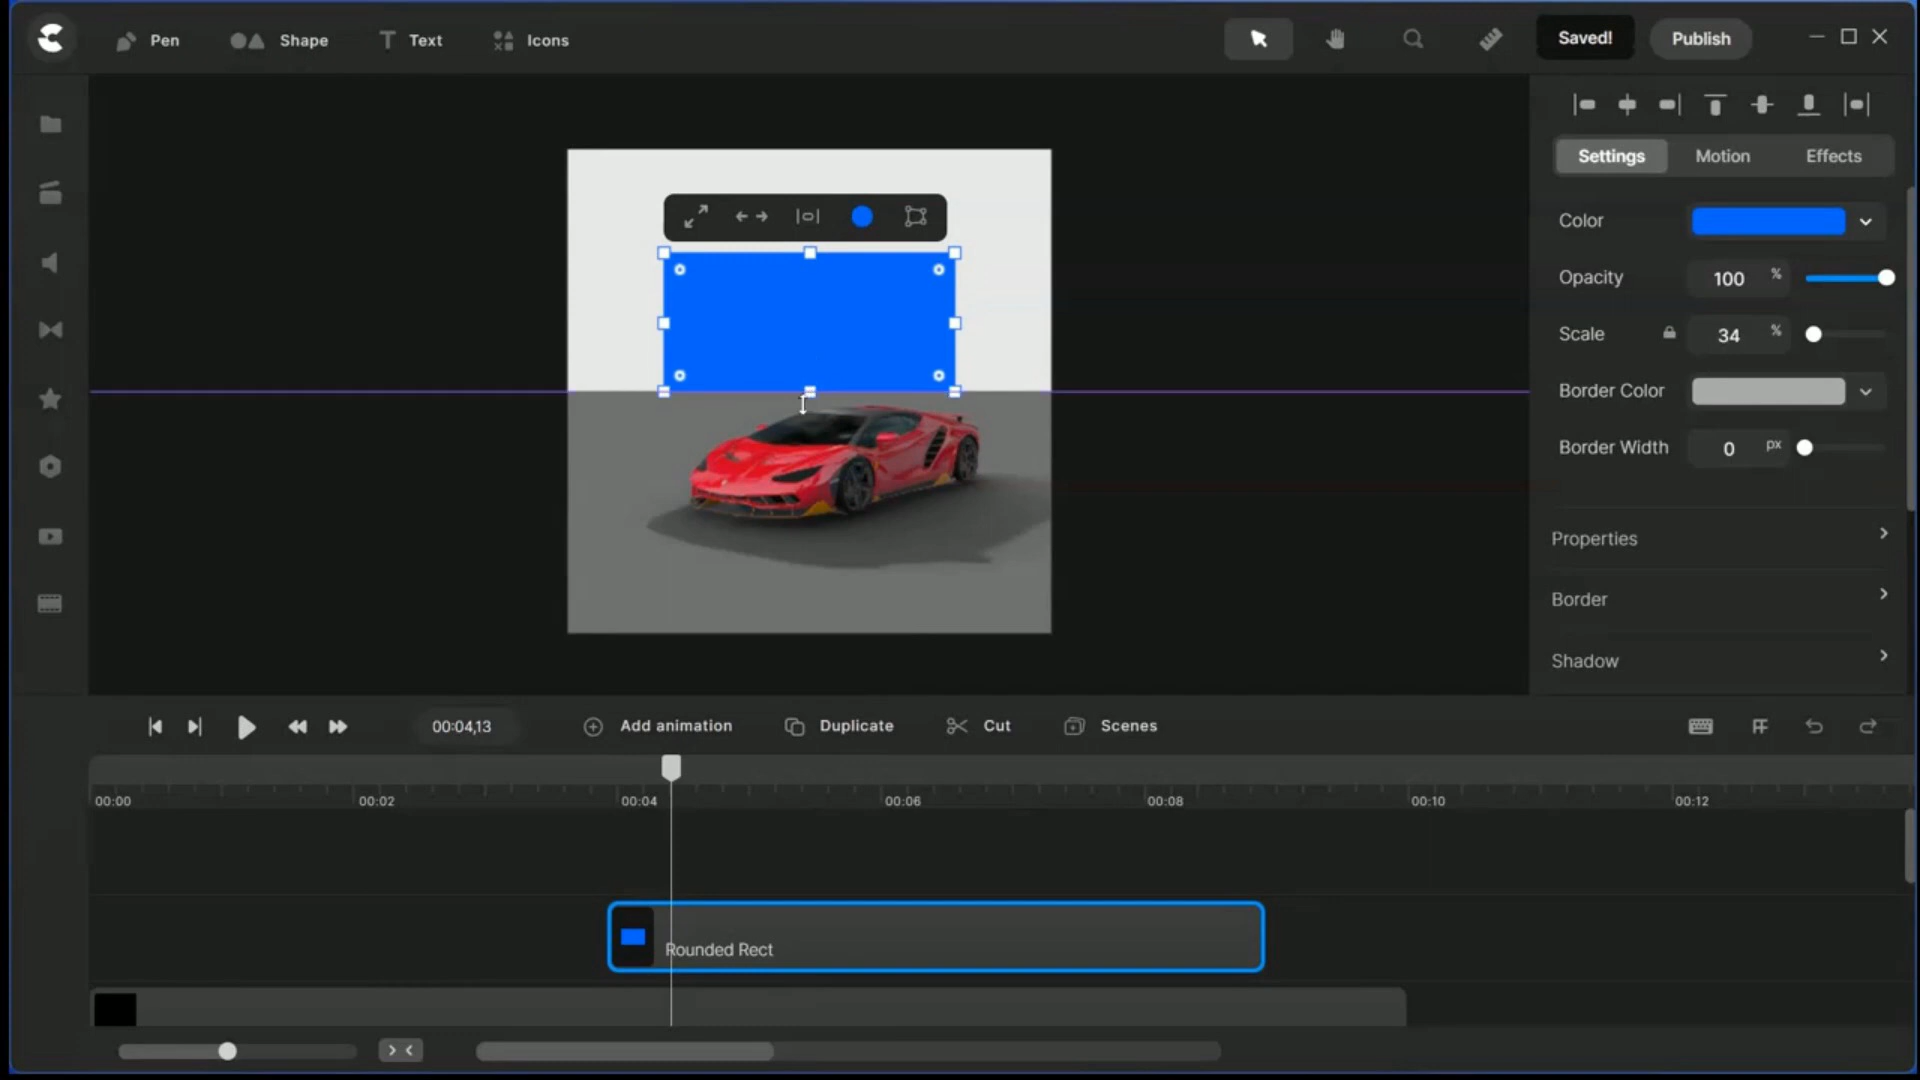 Pen Shape Text Icons Saved! Publish
Settings Motion Effects
Color
Opacity 100 %
Scale 34 %
Border Color
Border Width 0 px
Properties
Border
Shadow
00:04,13 Add animation Duplicate Cut Scenes
00:00 00:02 00:04 00:06 00:08 00:10 00:12
Rounded Rect